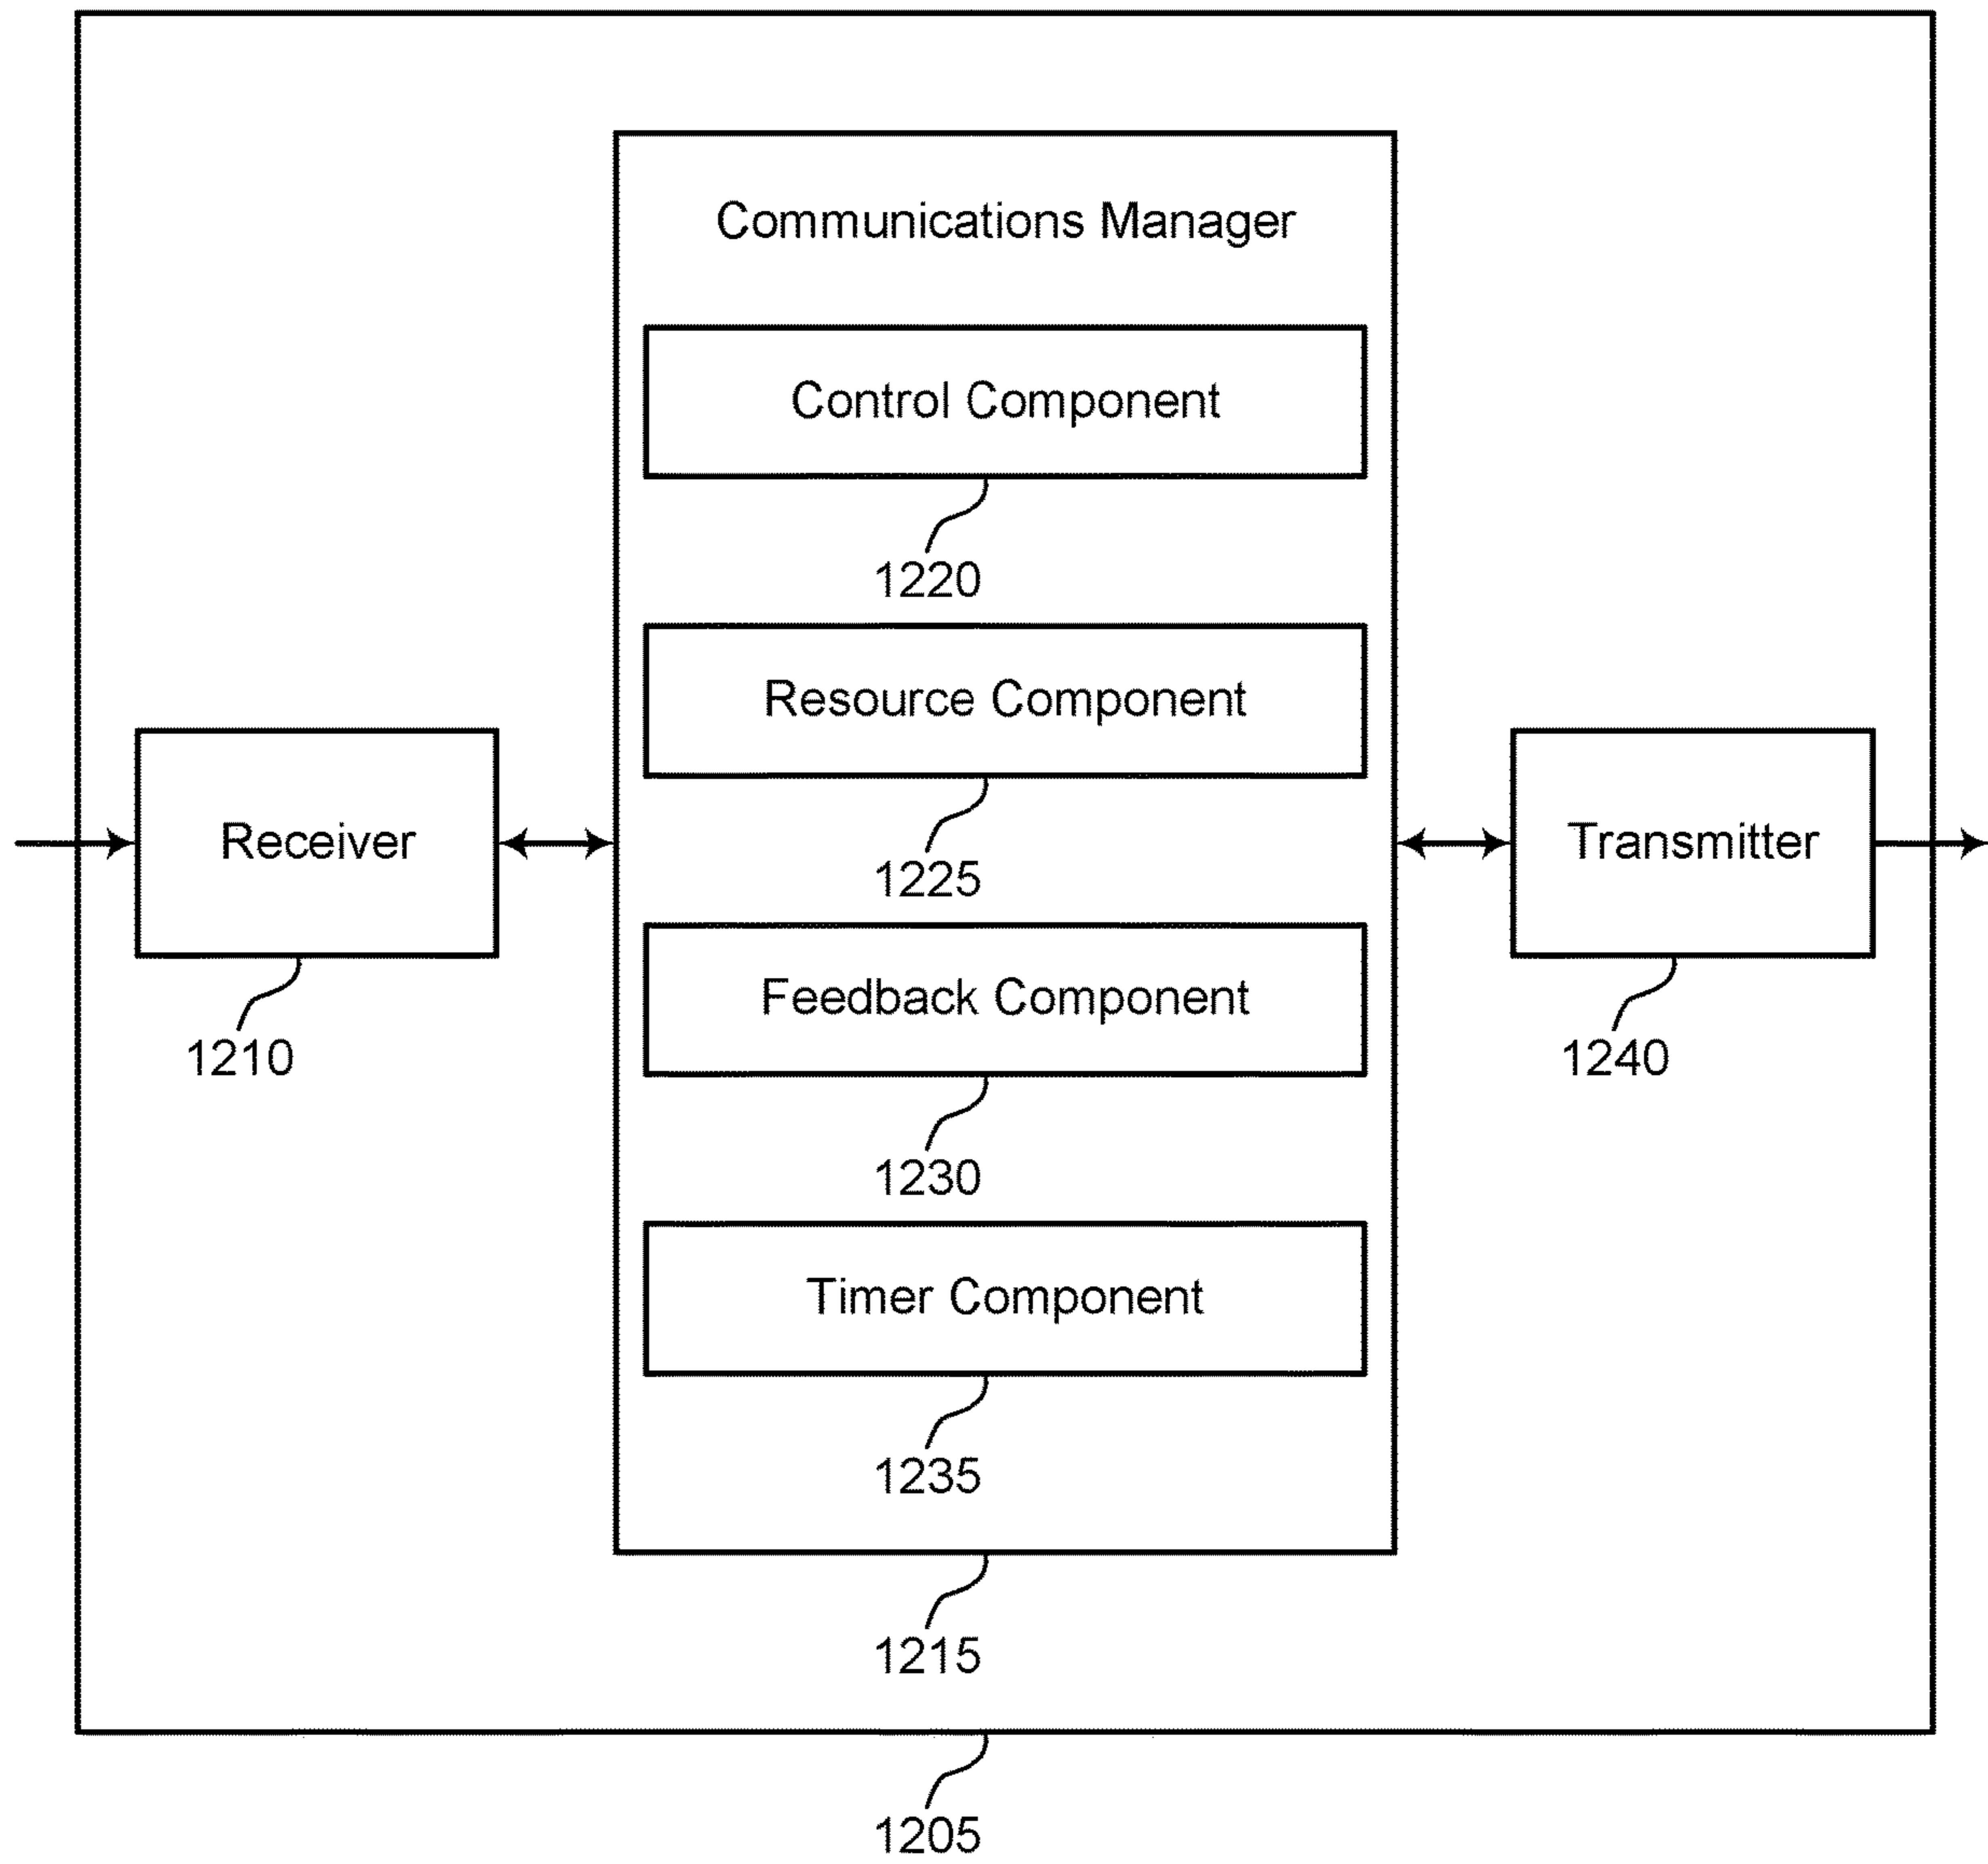 Communications Manager
Control Component
1220
Resource Component
1225
Receiver
1210
Transmitter
1240
Feedback Component
1230
Timer Component
1235
1215
1205